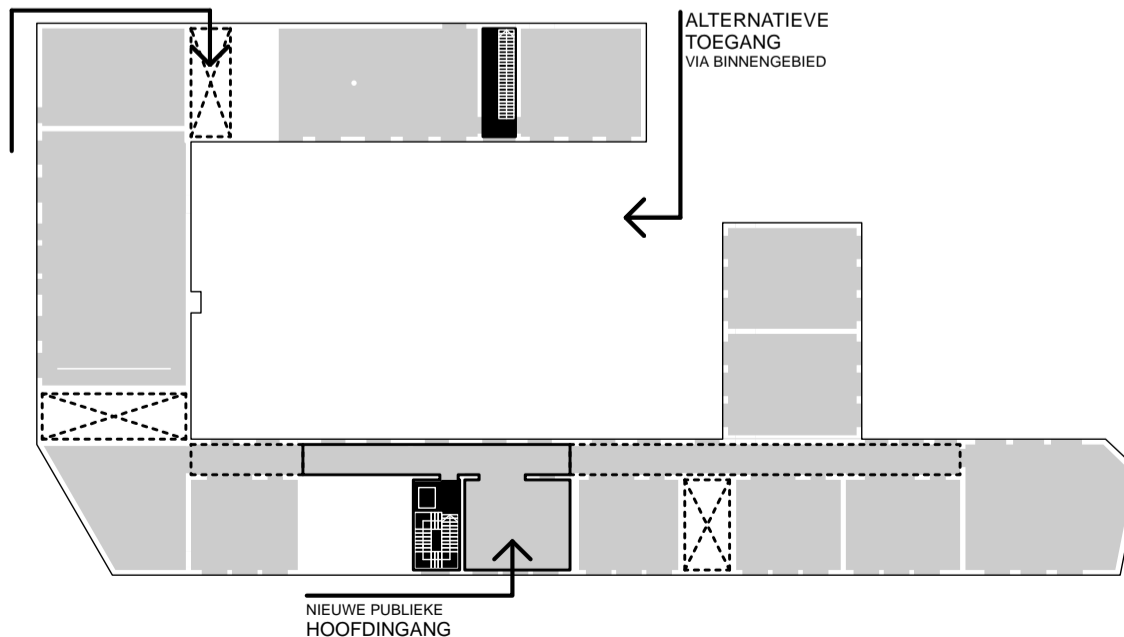 ALTERNATIEVE
TOEGANG
VIA BINNENGEBIED
NIEUWE PUBLIEKE
HOOFDINGANG